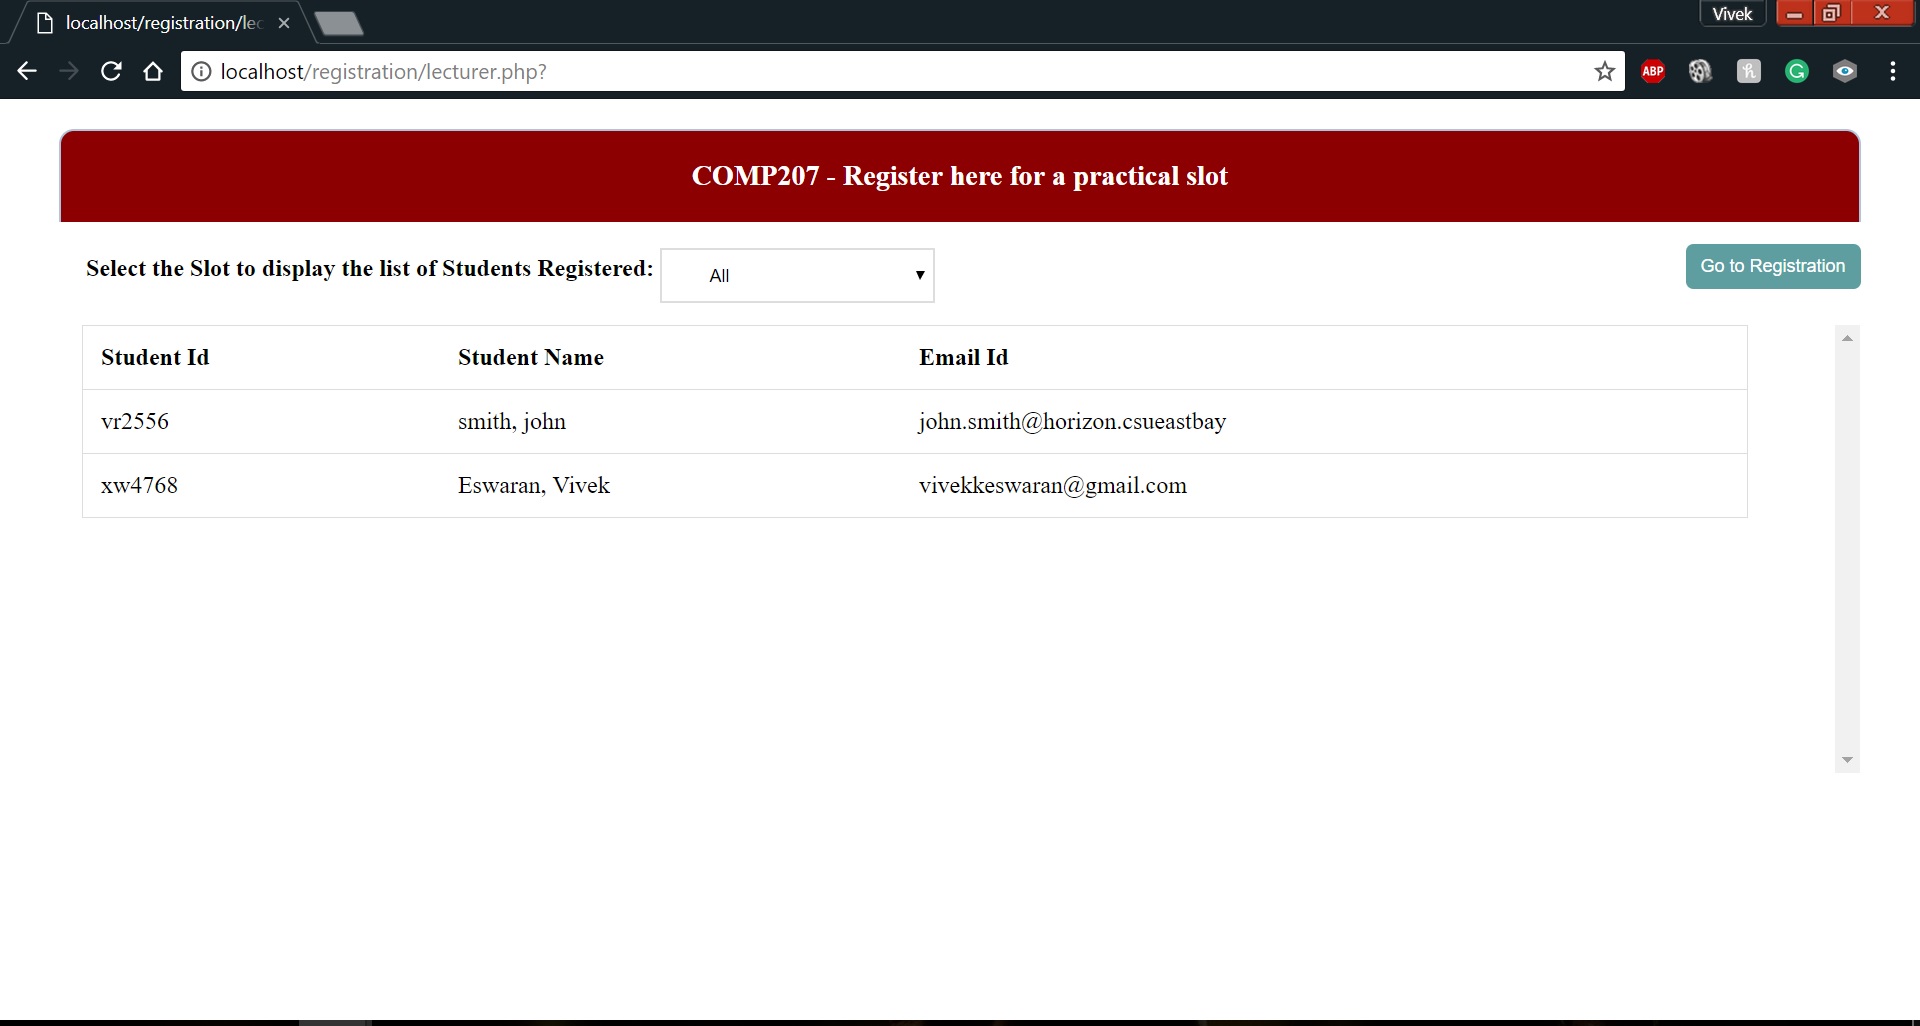 localhost/registration/lec
Vivek
localhost/registration/lecturer.php?
ABP
COMP207 - Register here for a practical slot
Select the Slot to display the list of Students Registered: All
Go to Registration
Student Id Student Name Email Id
vr2556 smith, john john.smith@horizon.csueastbay
xw4768 Eswaran, Vivek vivekkeswaran@gmail.com